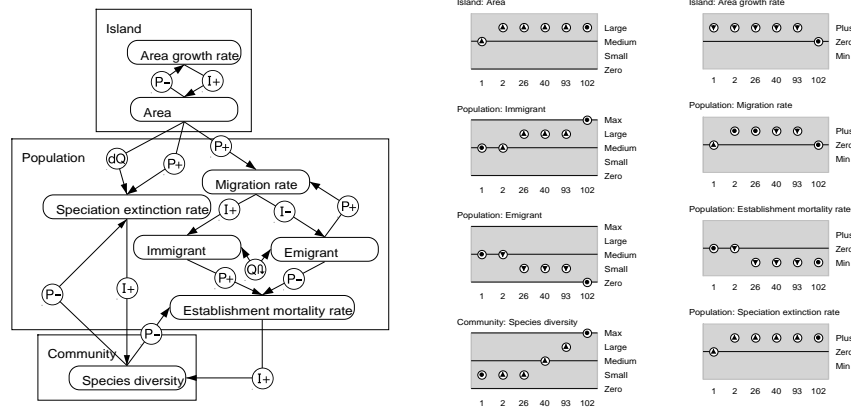 Island
Area growth rate
P- I+
Area
Population
dQ P+ P+
Migration rate
Speciation extinction rate
I+ I- P+
Immigrant Emigrant
P+ P-
P- I+
Establishment mortality rate
P-
Community
Species diversity
I+
Island: Area
Large
Medium
Small
Zero
1 2 26 40 93 102
Island: Area growth rate
Plus
Zero
Min
1 2 26 40 93 102
Population: Immigrant
Max
Large
Medium
Small
Zero
1 2 26 40 93 102
Population: Migration rate
Plus
Zero
Min
1 2 26 40 93 102
Population: Emigrant
Max
Large
Medium
Small
Zero
1 2 26 40 93 102
Population: Establishment mortality rate
Plus
Zero
Min
1 2 26 40 93 102
Community: Species diversity
Max
Large
Medium
Small
Zero
1 2 26 40 93 102
Population: Speciation extinction rate
Plus
Zero
Min
1 2 26 40 93 102